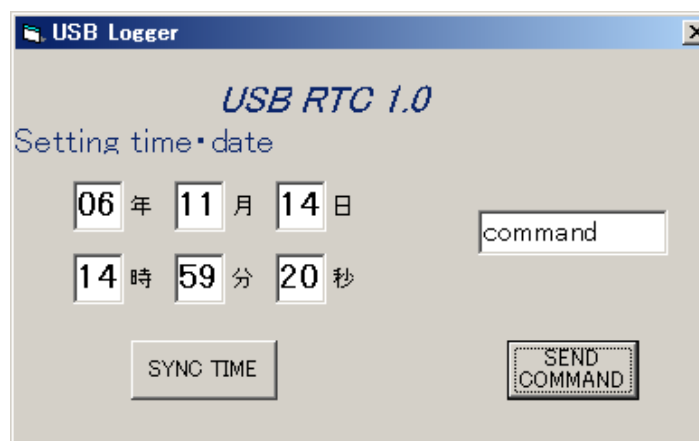 USB Logger
USB RTC 1.0
Setting time・date
06 年 11 月 14 日
command
14 時 59 分 20 秒
SYNC TIME
SEND
COMMAND